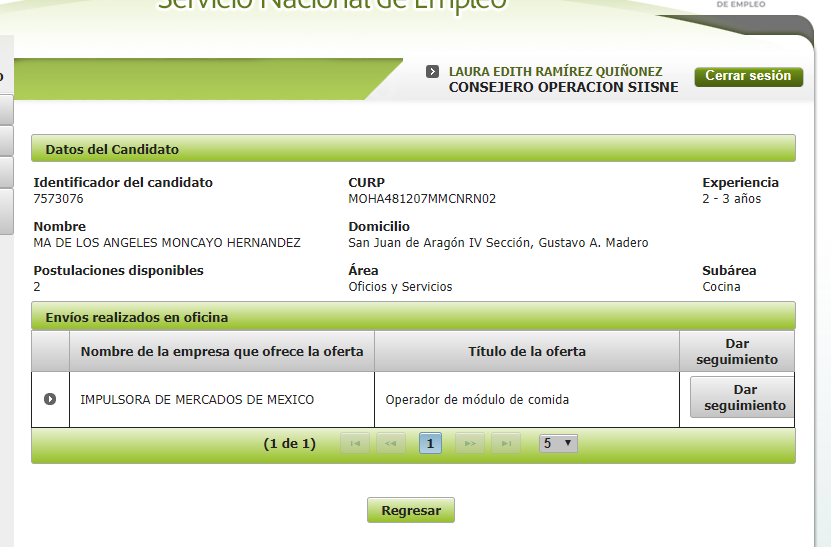 Servicio Nacional de Empleo
DE EMPLEO
O
LAURA EDITH RAMÍREZ QUIÑONEZ
CONSEJERO OPERACION SIISNE
Cerrar sesión
Datos del Candidato
Identificador del candidato CURP Experiencia
7573076 MOHA481207MMCNRN02 2 - 3 años
Nombre Domicilio
MA DE LOS ANGELES MONCAYO HERNANDEZ San Juan de Aragón IV Sección, Gustavo A. Madero
Postulaciones disponibles Área Subárea
2 Oficios y Servicios Cocina
Envíos realizados en oficina
Nombre de la empresa que ofrece la oferta Título de la oferta Dar seguimiento
IMPULSORA DE MERCADOS DE MEXICO Operador de módulo de comida Dar seguimiento
(1 de 1) 1 5
Regresar